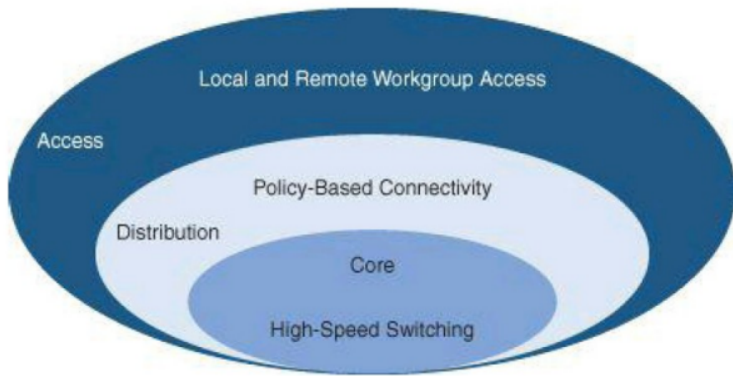 Local and Remote Workgroup Access
Access
Policy-Based Connectivity
Distribution
Core
High-Speed Switching